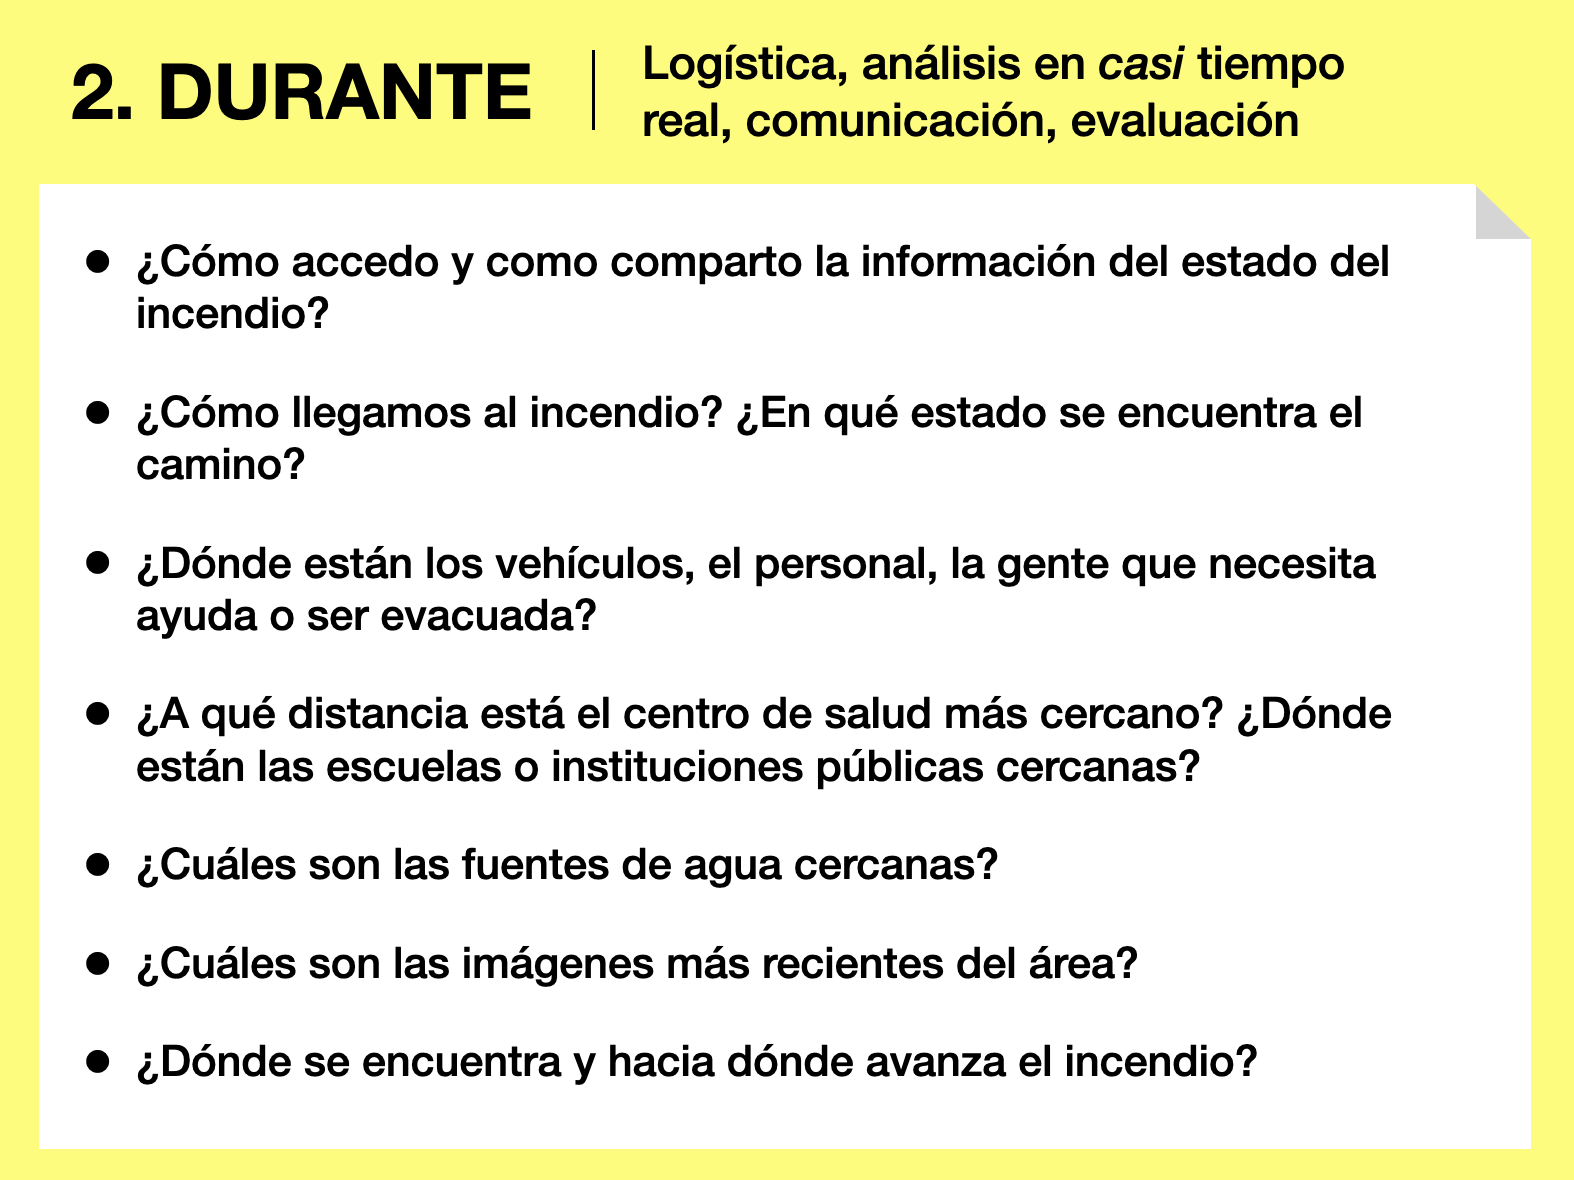 2. DURANTE
Logística, análisis en casi tiempo
real, comunicación, evaluación
● ¿Cómo accedo y como comparto la información del estado del
incendio?
● ¿Cómo llegamos al incendio? ¿En qué estado se encuentra el
camino?
● ¿Dónde están los vehículos, el personal, la gente que necesita
ayuda o ser evacuada?
● ¿A qué distancia está el centro de salud más cercano? ¿Dónde
están las escuelas o instituciones públicas cercanas?
● ¿Cuáles son las fuentes de agua cercanas?
● ¿Cuáles son las imágenes más recientes del área?
● ¿Dónde se encuentra y hacia dónde avanza el incendio?